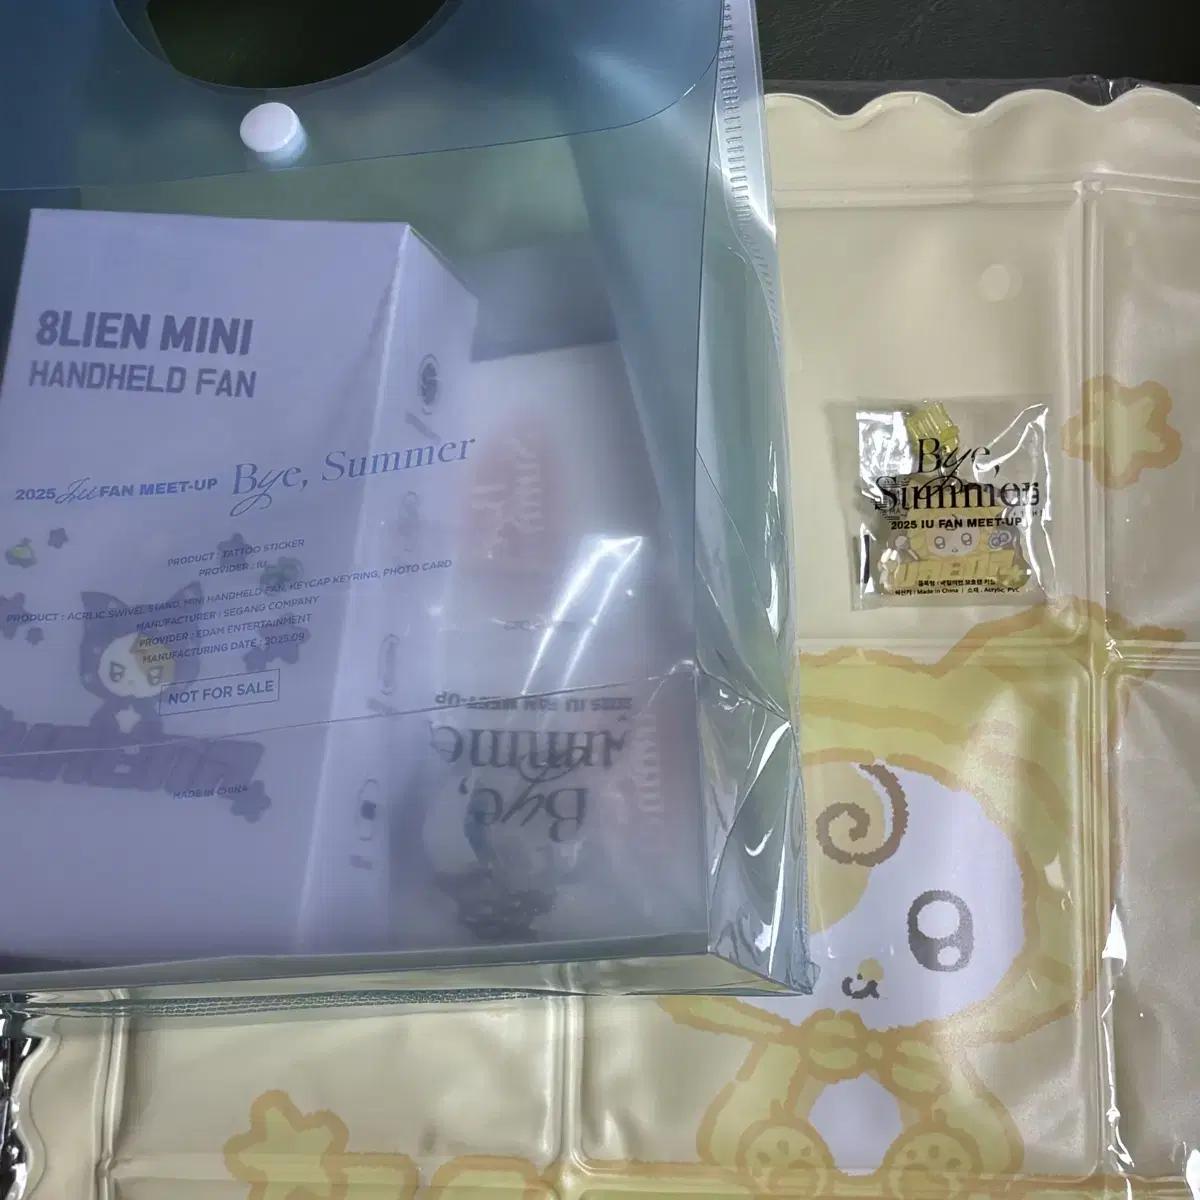 8LIEN MINI
HANDHELD FAN
2025 IU FAN MEET-UP Bye, Summer
PRODUCT : TATTOO STICKER
PROVIDER : IU
PRODUCT : ACRLIC SWIVEL STAND, MINI HANDHELD FAN, KEYCAP KEYRING, PHOTO CARD
MANUFACTURER : SEGANG COMPANY
PROVIDER : EDAM ENTERTAINMENT
MANUFACTURING DATE : 2025.09
NOT FOR SALE
MADE IN CHINA
Bye,
Summer
2025 IU FAN MEET-UP
Bye,
Summer
2025 IU FAN MEET-UP
Made in China | 소재 : Acrylic, PVC